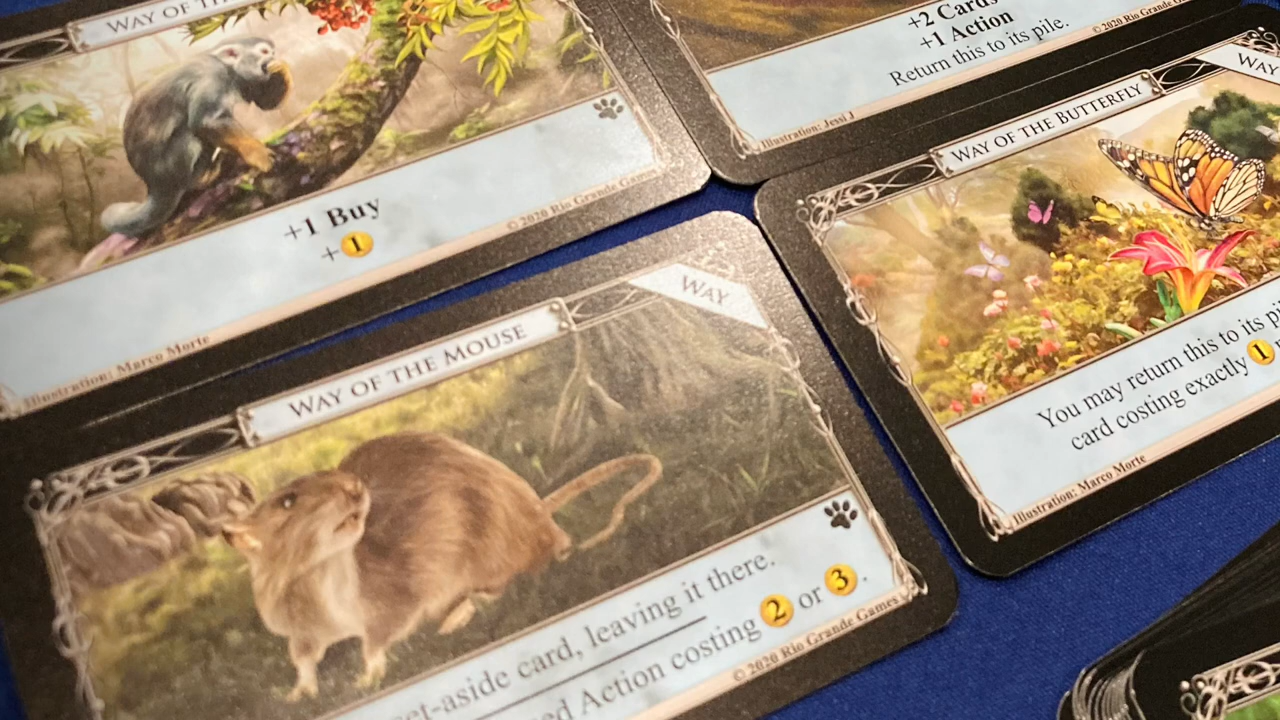 WAY OF TH
+1 Buy
+1
© 2020 Rio Grande Games
Illustration: Marco Morte
+2 Cards
+1 Action
Return this to its pile.
Illustration: Jessi J
© 2020 Rio Grande
WAY
WAY OF THE BUTTERFLY
You may return this to its pi
card costing exactly 1
Illustration: Marco Morte
WAY
WAY OF THE MOUSE
set-aside card, leaving it there.
ed Action costing 2 or 3.
© 2020 Rio Grande Games